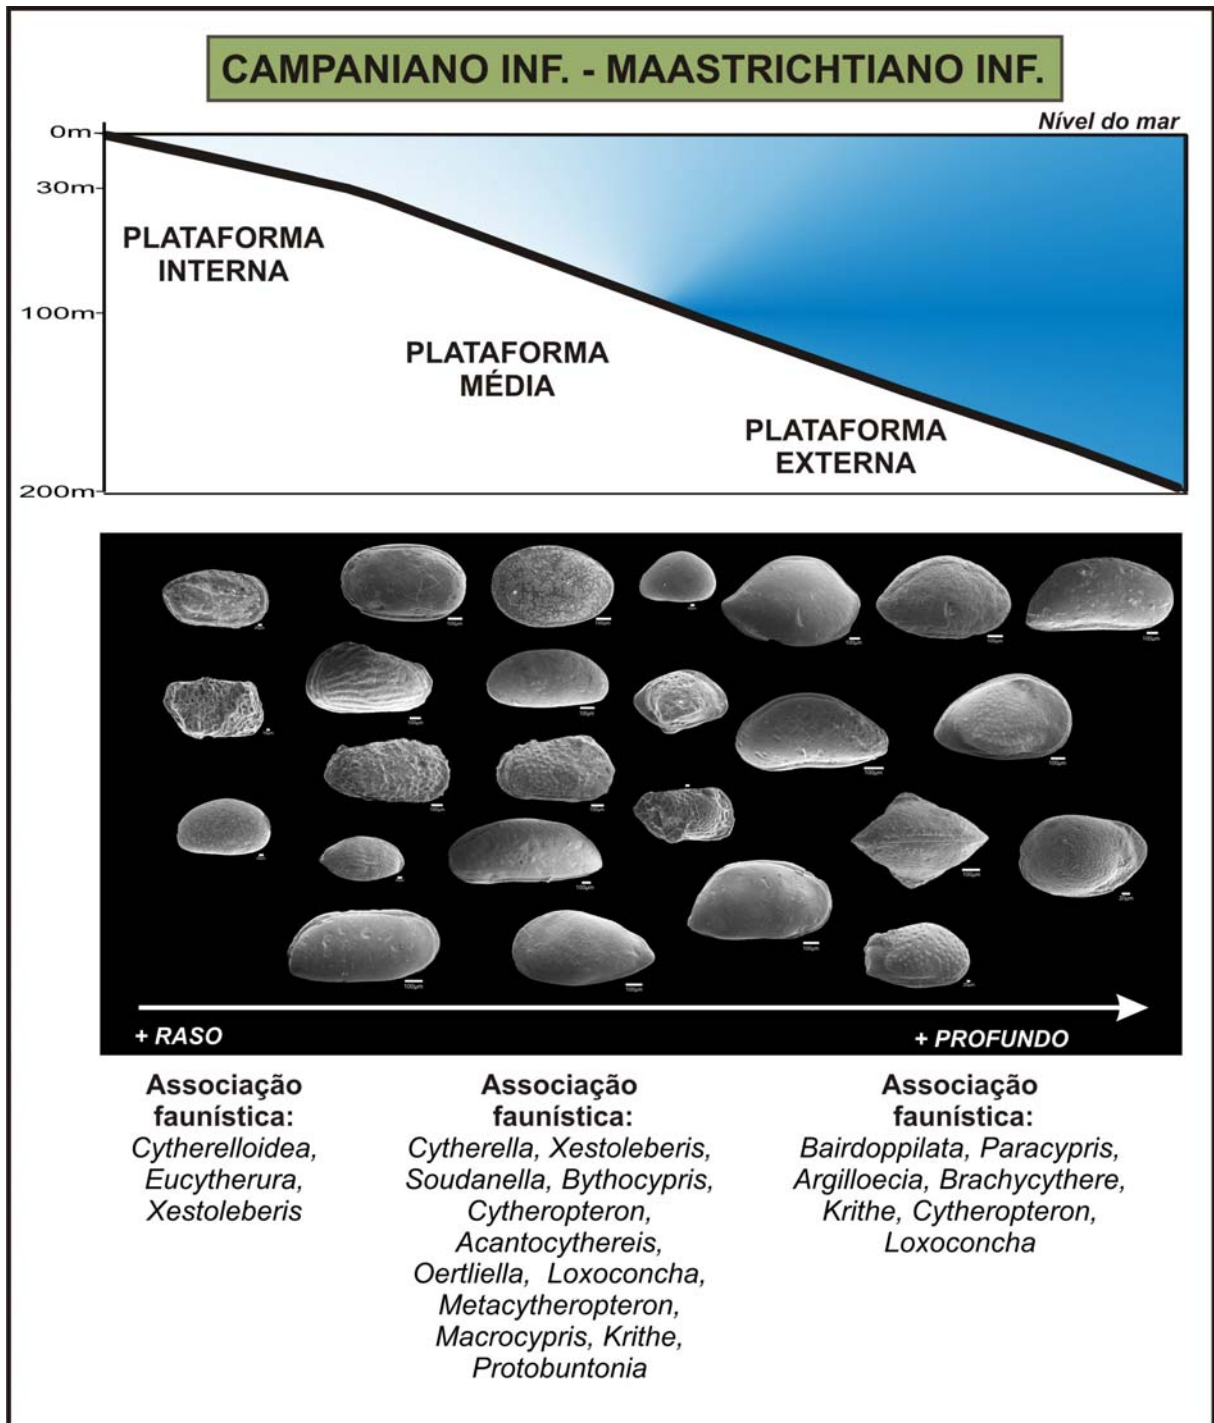 CAMPANIANO INF. - MAASTRICHTIANO INF.
Nível do mar
0m
30m
PLATAFORMA
INTERNA
100m
PLATAFORMA
MÉDIA
PLATAFORMA
EXTERNA
200m
+ RASO
+ PROFUNDO
Associação
faunística:
Cytherelloidea,
Eucytherura,
Xestoleberis
Associação
faunística:
Cytherella, Xestoleberis,
Soudanella, Bythocypris,
Cytheropteron,
Acantocythereis,
Oertliella, Loxoconcha,
Metacytheropteron,
Macrocypris, Krithe,
Protobuntonia
Associação
faunística:
Bairdoppilata, Paracypris,
Argilloecia, Brachycythere,
Krithe, Cytheropteron,
Loxoconcha